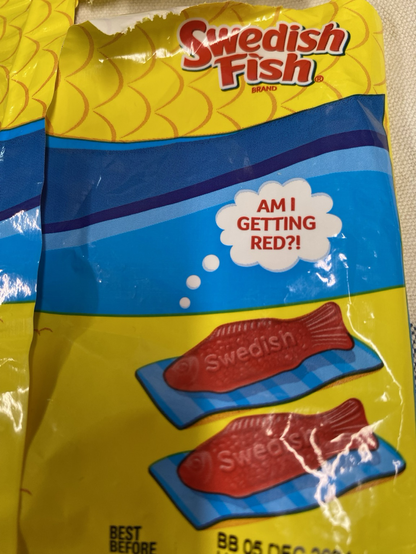 Swedish
Fish®
BRAND
AM I
GETTING
RED?!
Swedish
Swedish
BEST
BEFORE
BB 05 DEC